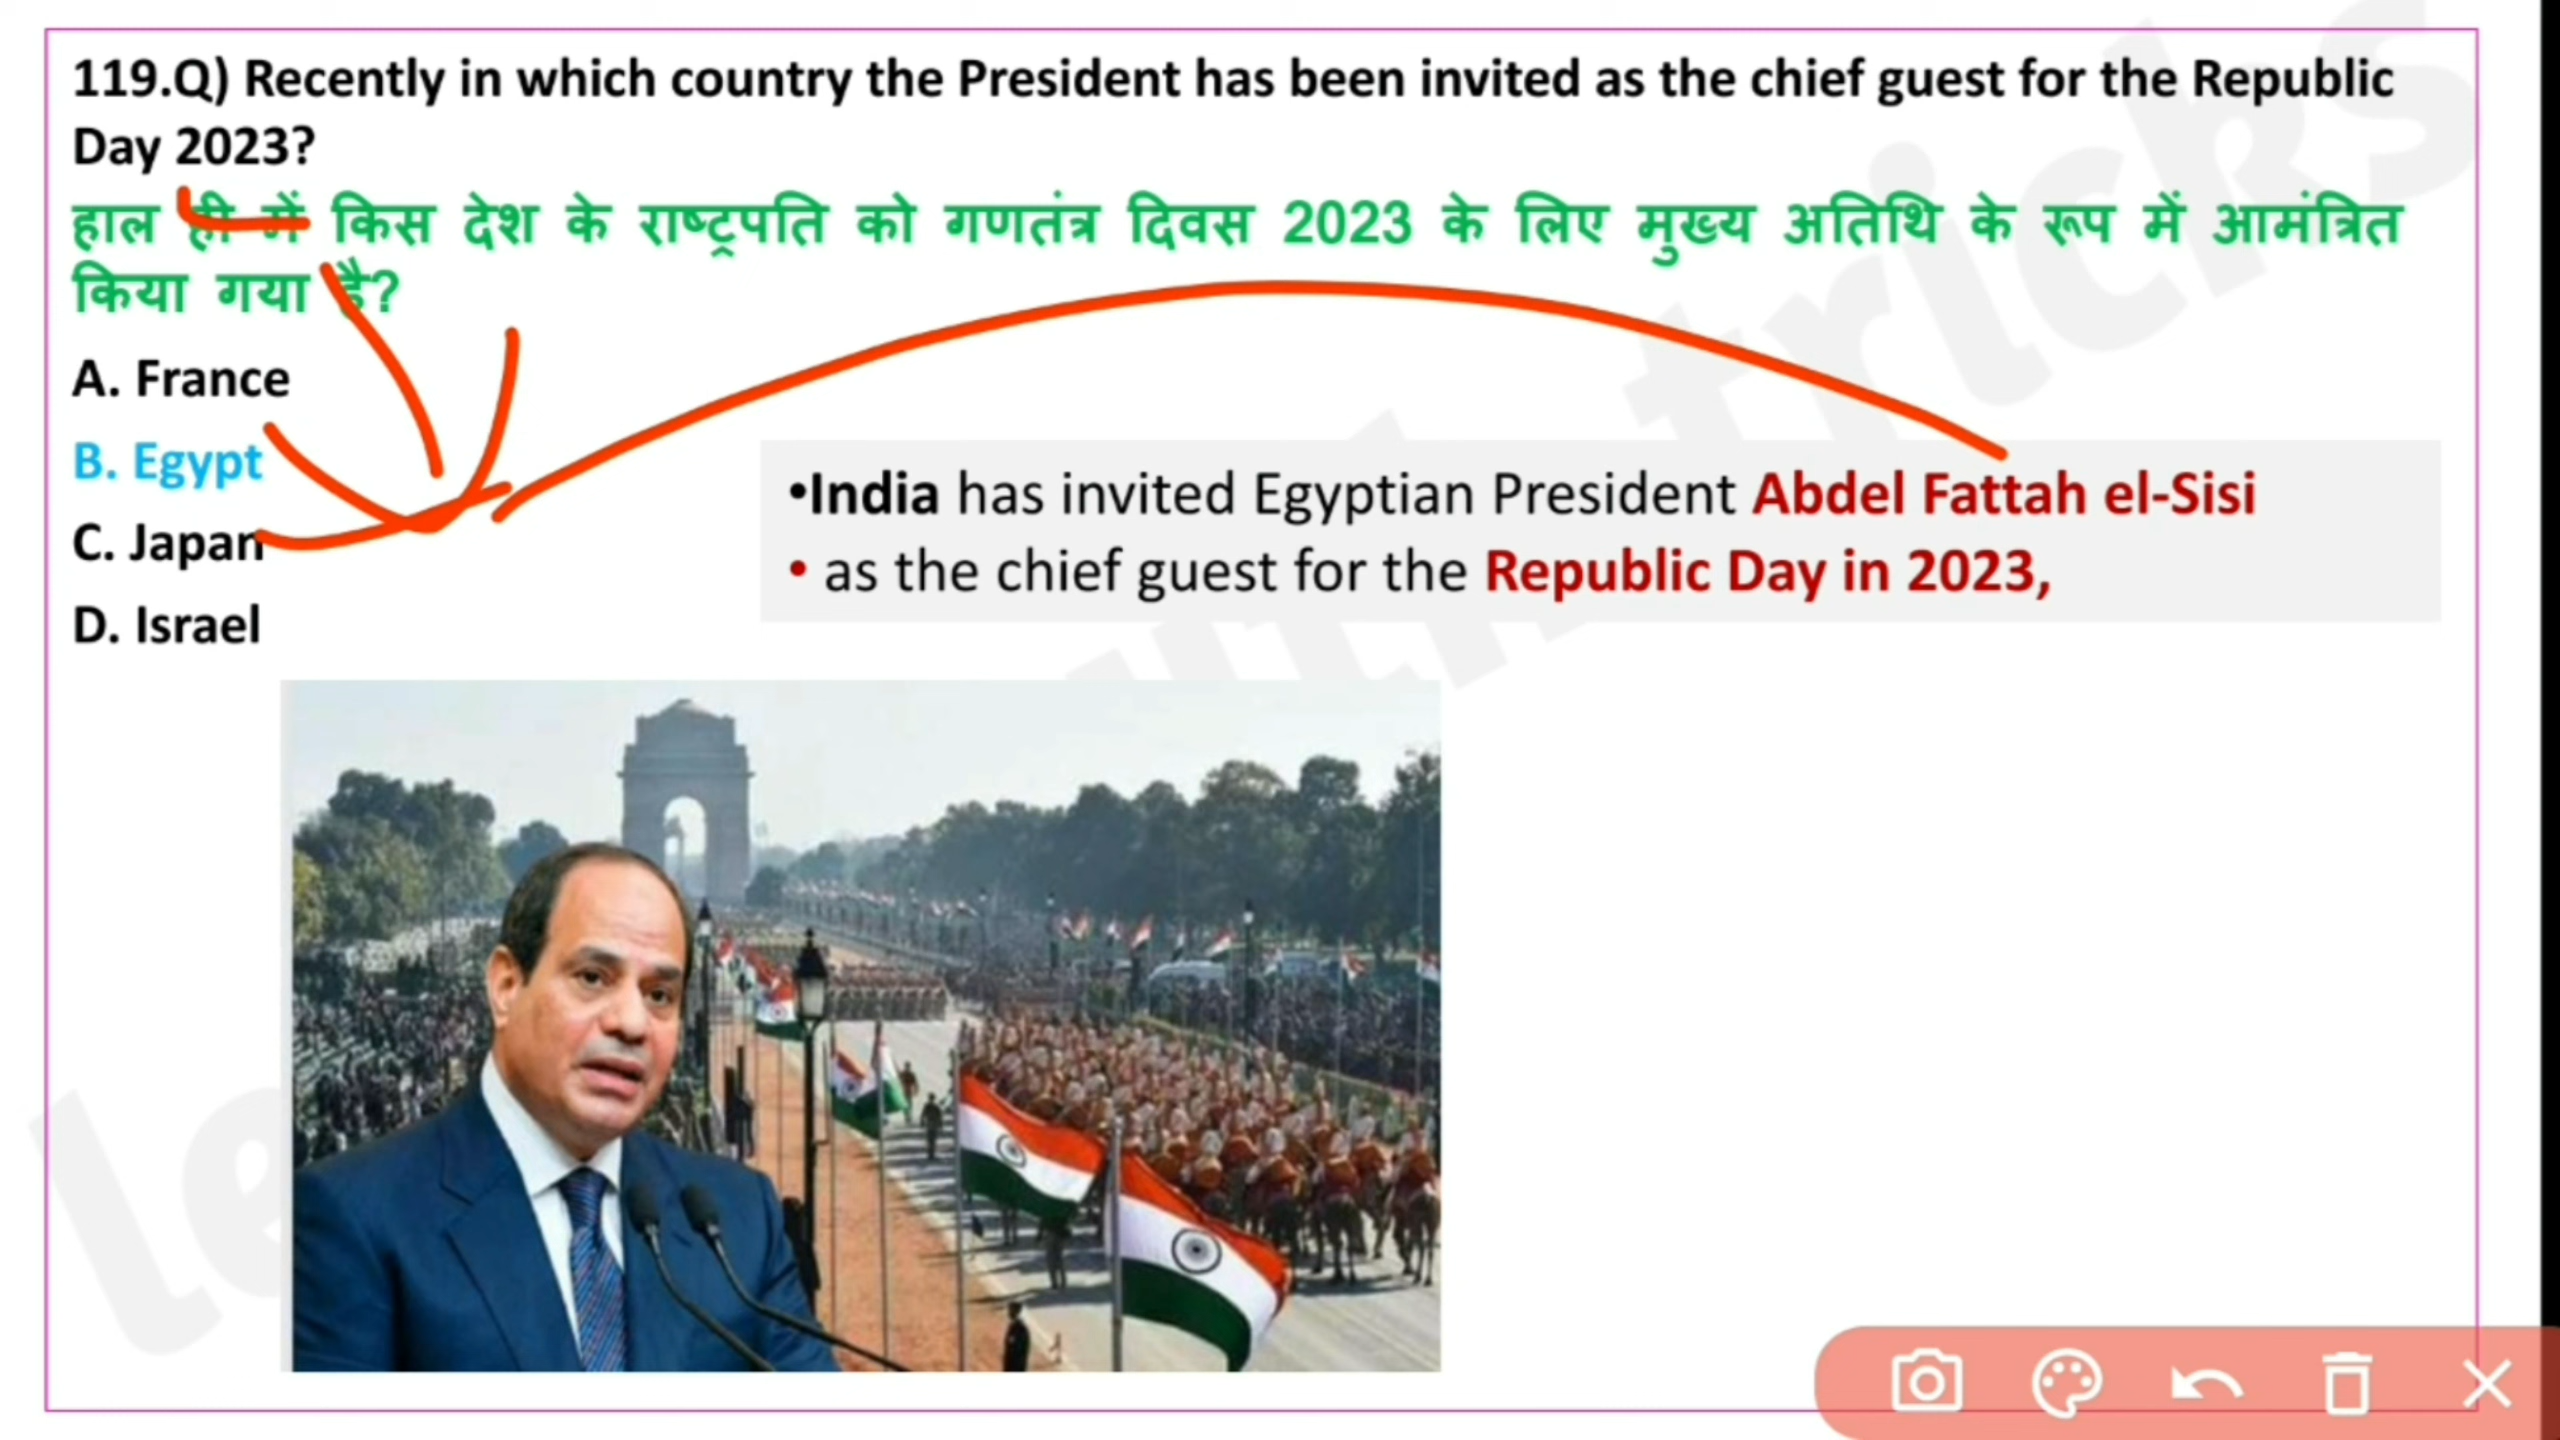 119.Q) Recently in which country the President has been invited as the chief guest for the Republic
Day 2023?
हाल ही में किस देश के राष्ट्रपति को गणतंत्र दिवस 2023 के लिए मुख्य अतिथि के रूप में आमंत्रित
किया गया है?
A. France
B. Egypt
C. Japan
D. Israel
•India has invited Egyptian President Abdel Fattah el-Sisi
• as the chief guest for the Republic Day in 2023,